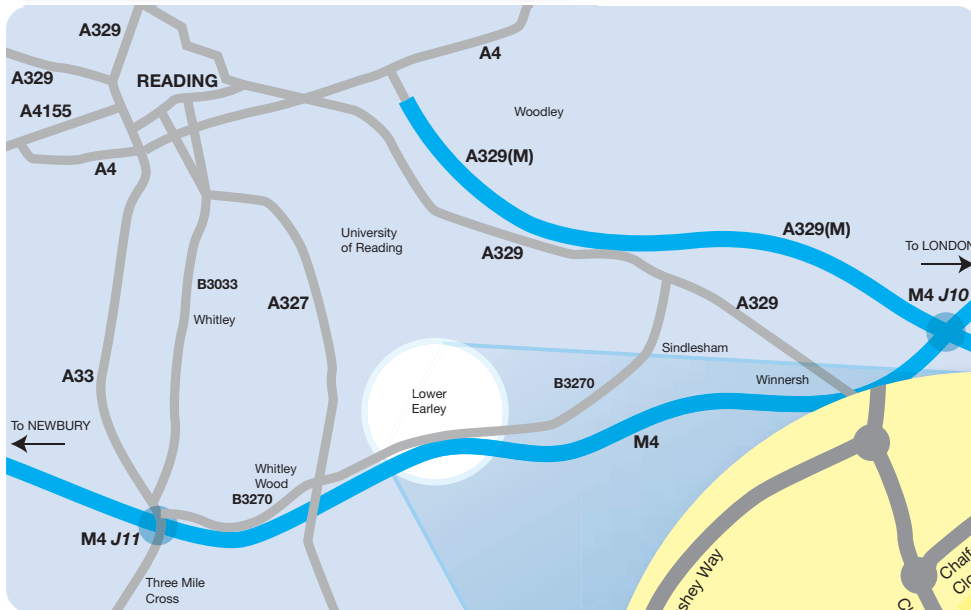 A329
A4
A329
READING
A4155
Woodley
A329(M)
A4
University
of Reading
A329
A329(M)
To LONDON
B3033
A327
A329
M4 J10
Whitley
Sindlesham
A33
B3270
Winnersh
Lower
Earley
To NEWBURY
M4
Whitley
Wood
B3270
M4 J11
Three Mile
Cross